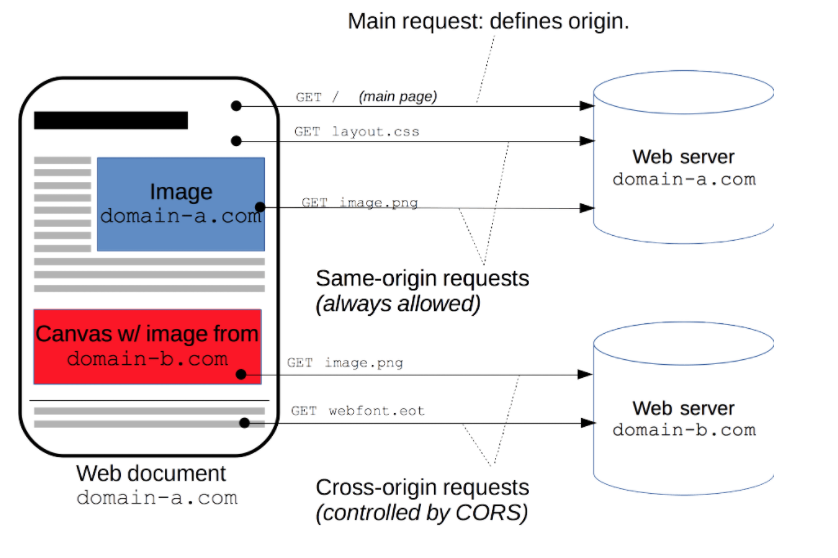 Main request: defines origin.
GET / (main page)
GET layout.css
Image
domain-a.com
GET image.png
Web server
domain-a.com
Same-origin requests
(always allowed)
Canvas w/ image from
domain-b.com
GET image.png
GET webfont.eot
Web server
domain-b.com
Web document
domain-a.com
Cross-origin requests
(controlled by CORS)